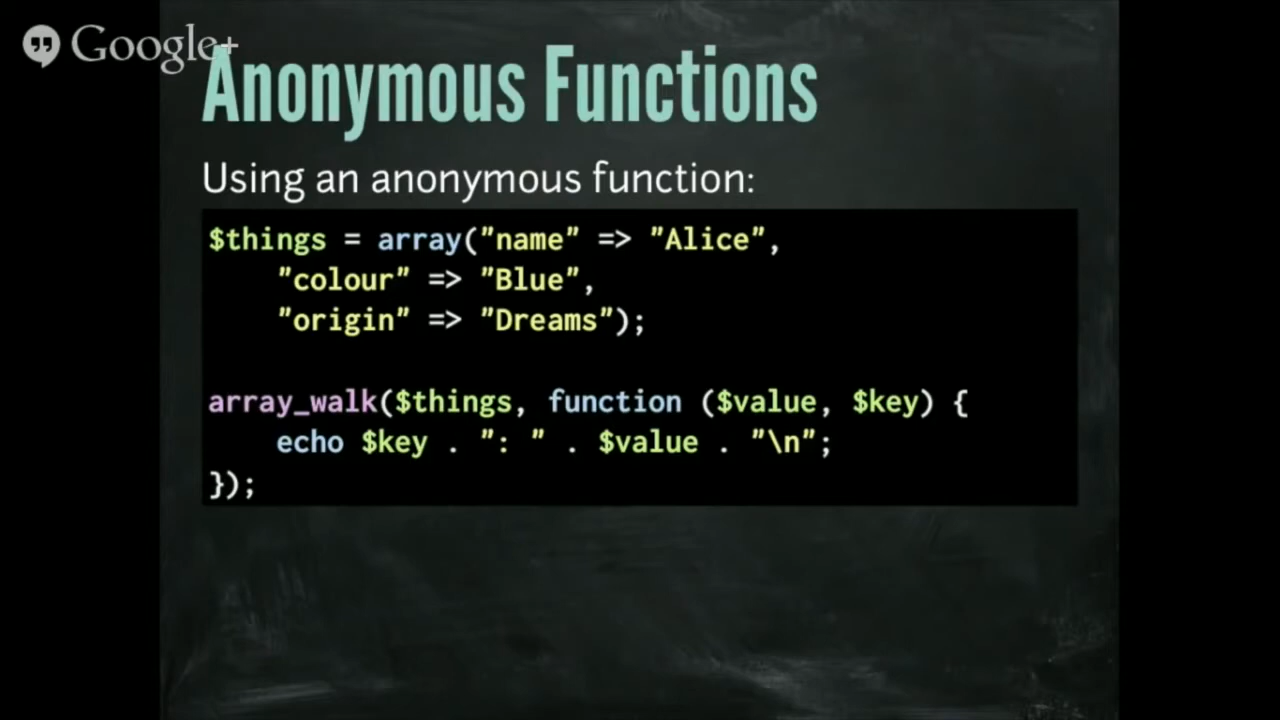 Google+
Anonymous Functions
Using an anonymous function:
$things = array("name" => "Alice",
    "colour" => "Blue",
    "origin" => "Dreams");
array_walk($things, function ($value, $key) {
    echo $key . ": " . $value . "\n";
});